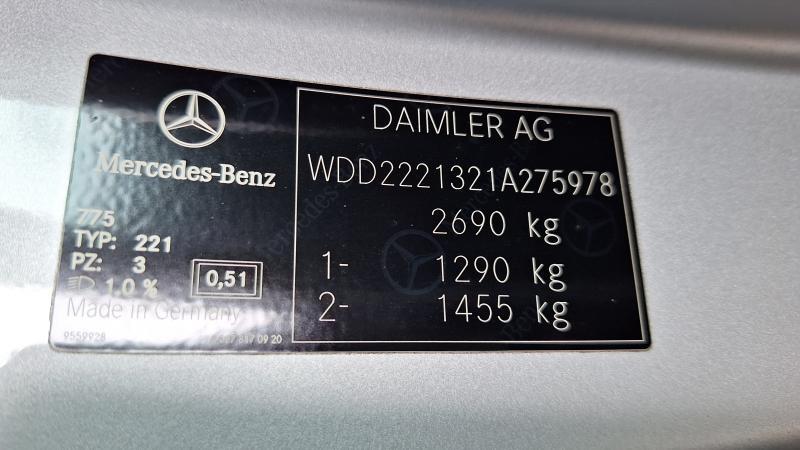 Mercedes-Benz
775
TYP: 221
PZ: 3
1.0 %
0,51
Made in Germany
9559928
DAIMLER AG
WDD2221321A275978
2690 kg
1- 1290 kg
2- 1455 kg